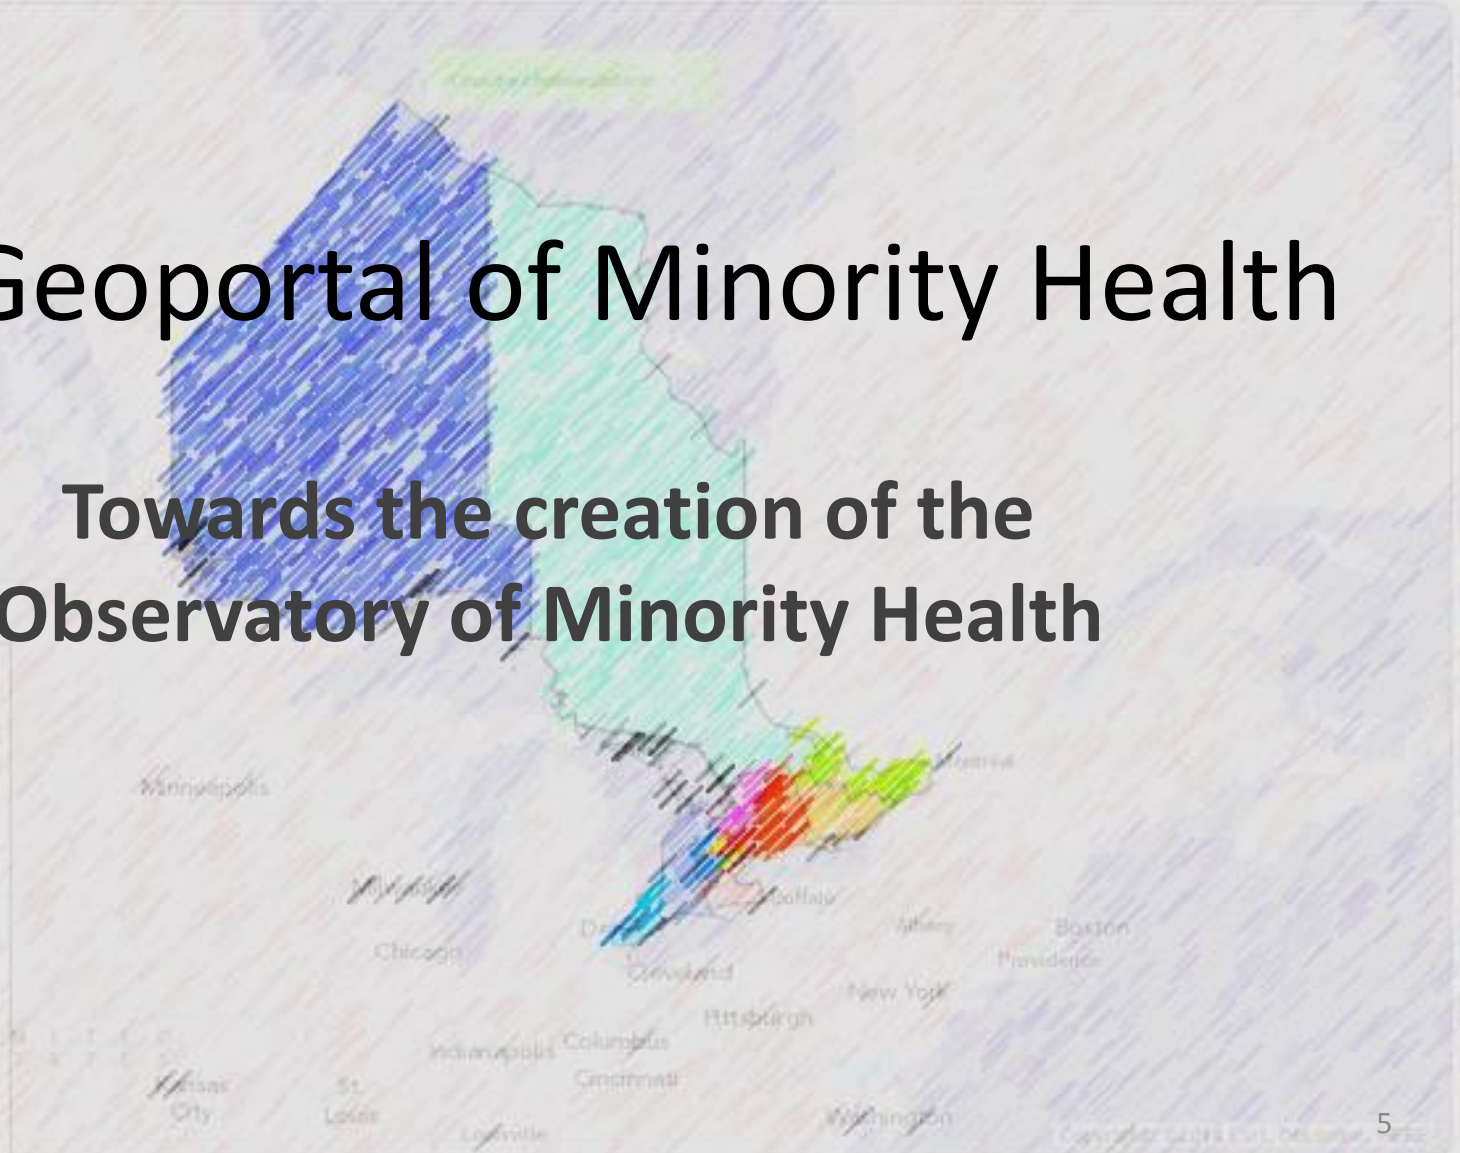 Geoportal of Minority Health
Towards the creation of the
Observatory of Minority Health
Minneapolis
Montréal
Buffalo
Chicago
Albany
Boston
Cleveland
Providence
New York
Pittsburgh
Columbus
Indianapolis
Cincinnati
Kansas
City
St.
Louis
Washington
Louisville
5